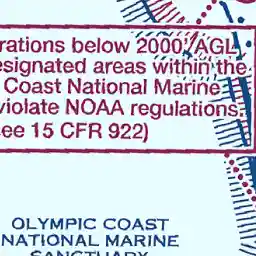 rations below 2000' AGL
esignated areas within the
Coast National Marine
violate NOAA regulations.
ee 15 CFR 922)
OLYMPIC COAST
NATIONAL MARINE
SANCTUARY